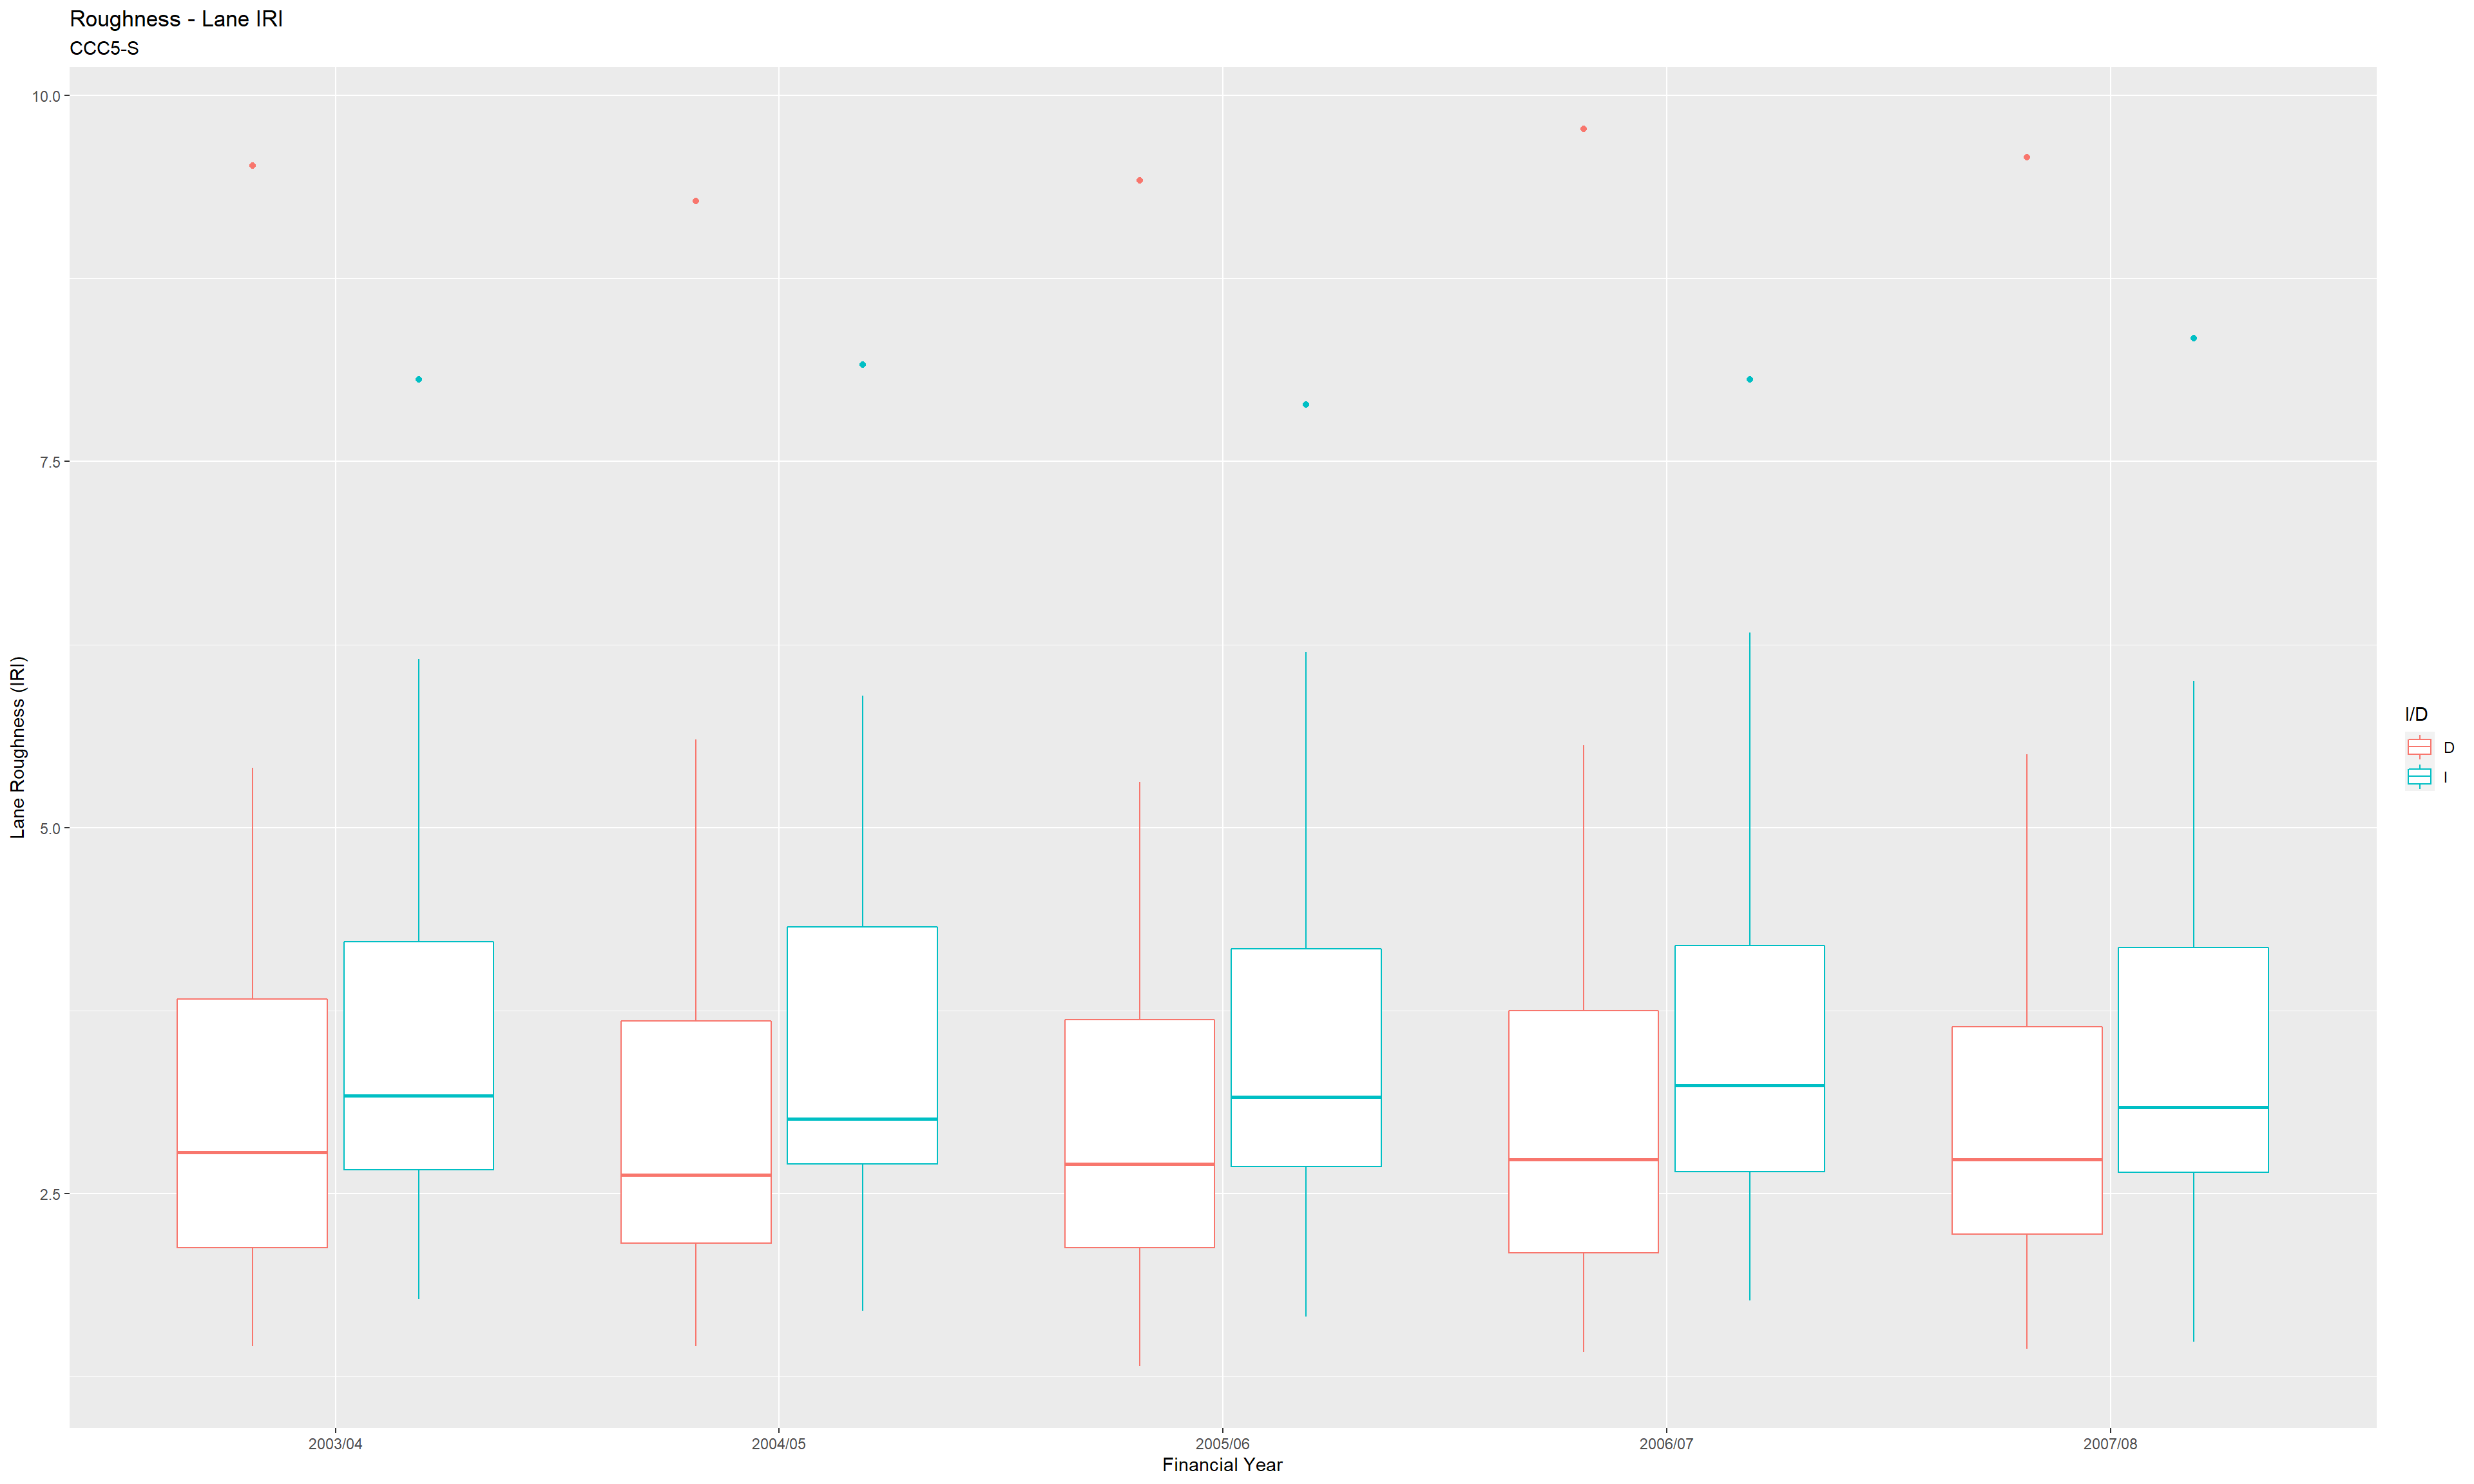 Roughness - Lane IRI
CCC5-S
10.0
7.5
5.0
2.5
Lane Roughness (IRI)
2003/04
2004/05
2005/06
2006/07
2007/08
Financial Year
I/D
D
I